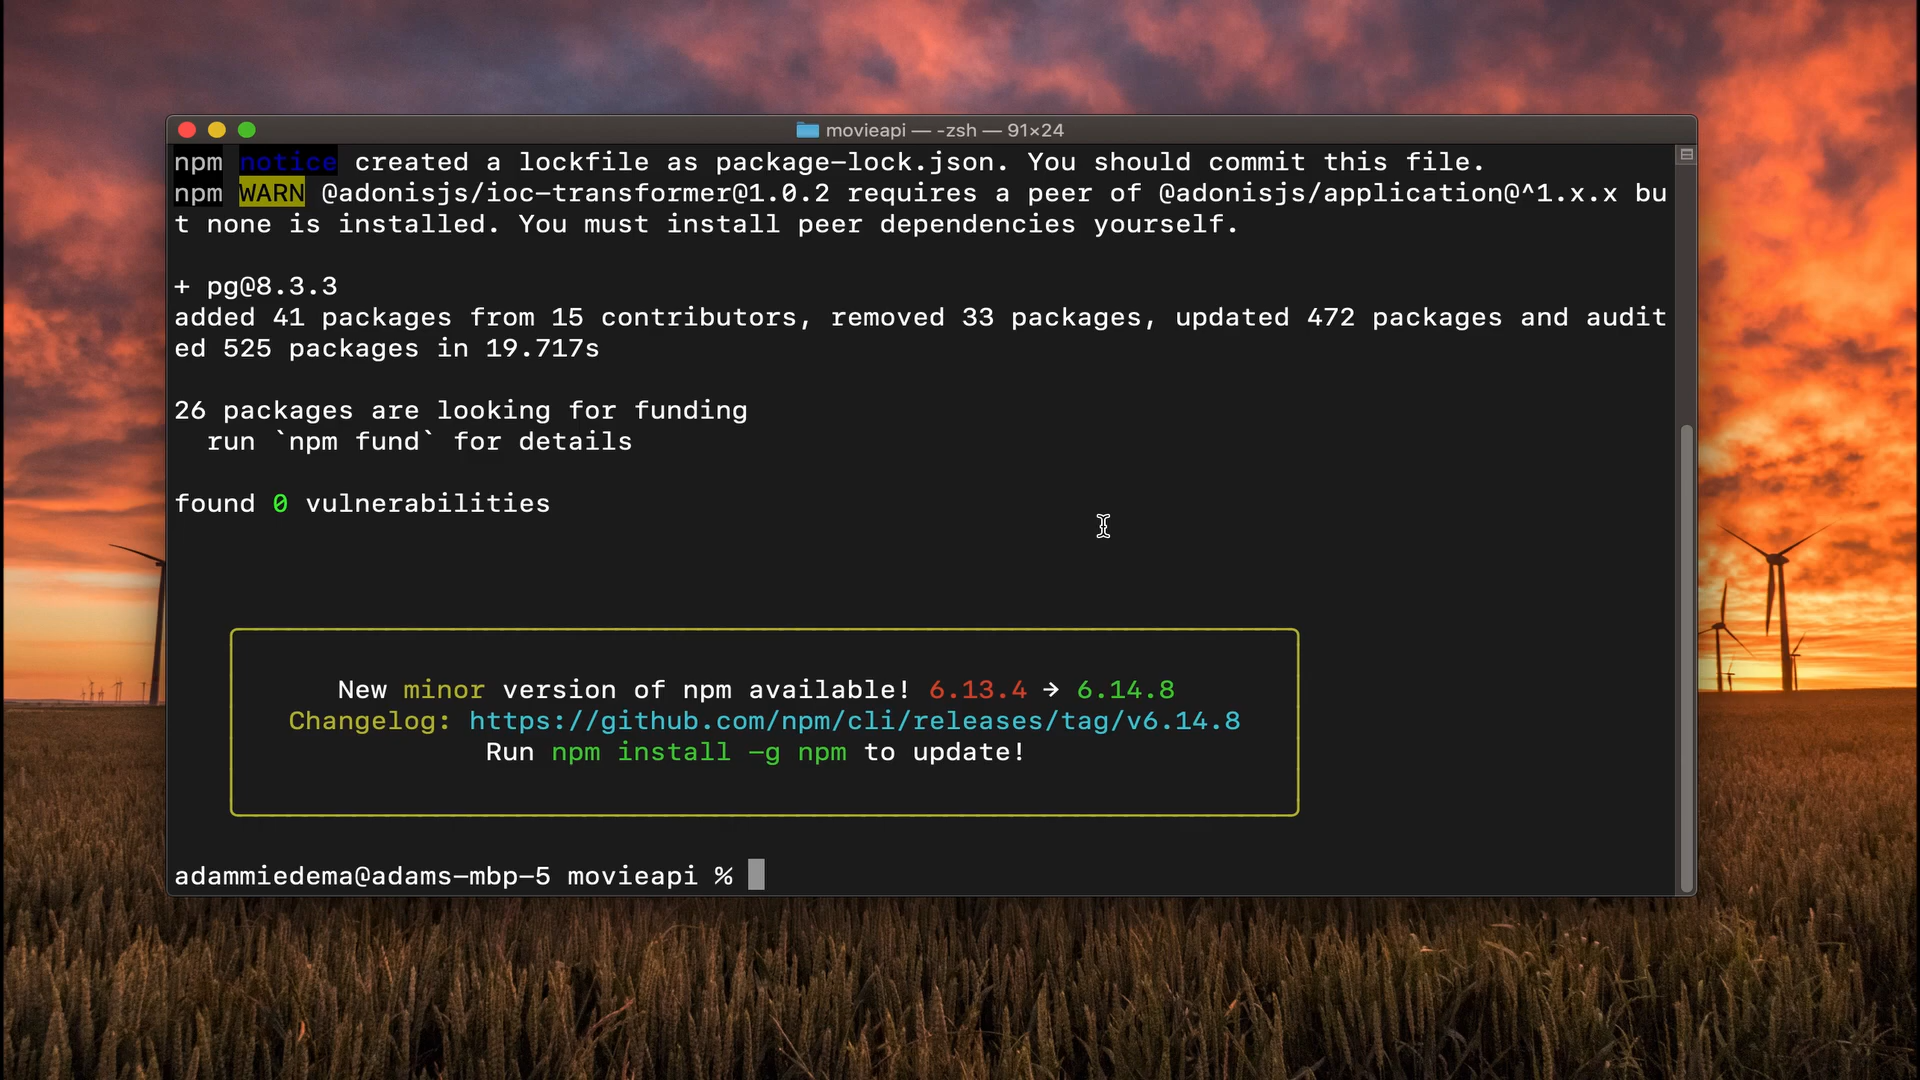 movieapi — -zsh — 91×24
npm notice created a lockfile as package-lock.json. You should commit this file.
npm WARN @adonisjs/ioc-transformer@1.0.2 requires a peer of @adonisjs/application@^1.x.x bu
t none is installed. You must install peer dependencies yourself.
+ pg@8.3.3
added 41 packages from 15 contributors, removed 33 packages, updated 472 packages and audit
ed 525 packages in 19.717s
26 packages are looking for funding
run `npm fund` for details
found 0 vulnerabilities
New minor version of npm available! 6.13.4 → 6.14.8
Changelog: https://github.com/npm/cli/releases/tag/v6.14.8
Run npm install -g npm to update!
adammiedema@adams-mbp-5 movieapi %